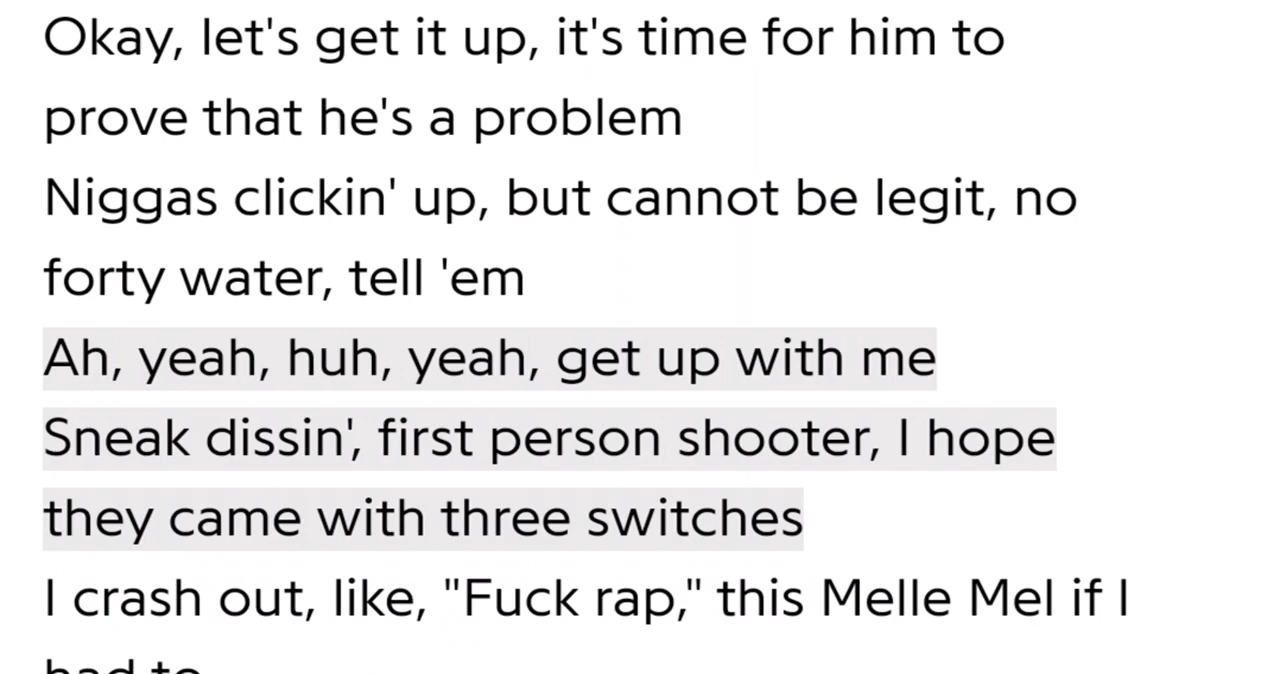 Okay, let's get it up, it's time for him to
prove that he's a problem
Niggas clickin' up, but cannot be legit, no
forty water, tell 'em
Ah, yeah, huh, yeah, get up with me
Sneak dissin', first person shooter, I hope
they came with three switches
I crash out, like, "Fuck rap," this Melle Mel if I
had to